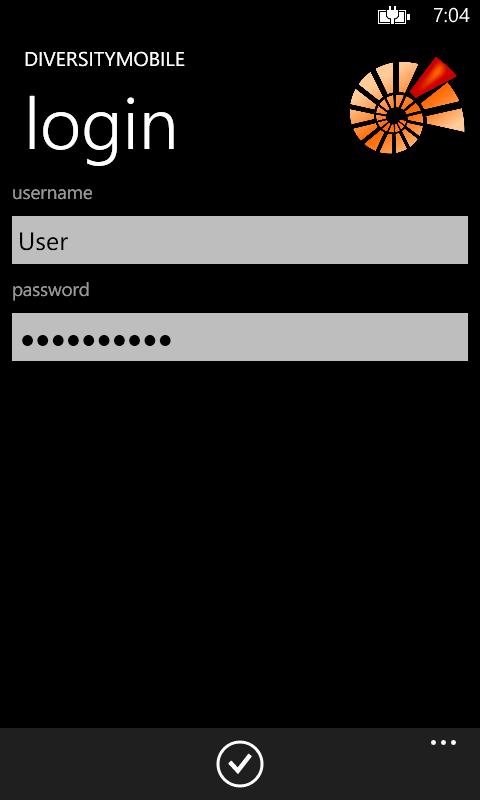 7:04
DIVERSITYMOBILE
login
username
User
password
●●●●●●●●●●